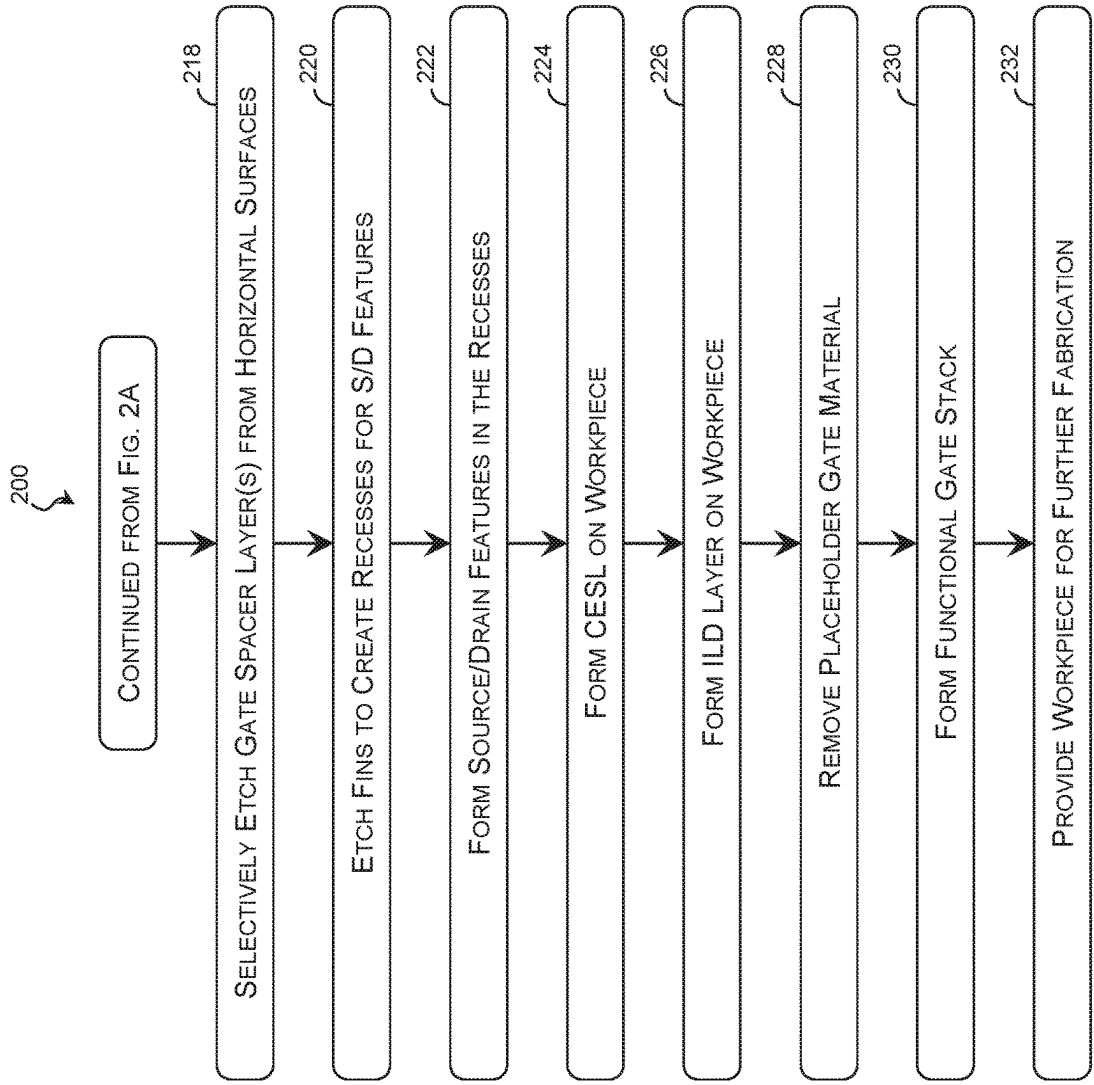 200
CONTINUED FROM FIG. 2A
218
SELECTIVELY ETCH GATE SPACER LAYER(S) FROM HORIZONTAL SURFACES
220
ETCH FINS TO CREATE RECESSES FOR S/D FEATURES
222
FORM SOURCE/DRAIN FEATURES IN THE RECESSES
224
FORM CESL ON WORKPIECE
226
FORM ILD LAYER ON WORKPIECE
228
REMOVE PLACEHOLDER GATE MATERIAL
230
FORM FUNCTIONAL GATE STACK
232
PROVIDE WORKPIECE FOR FURTHER FABRICATION